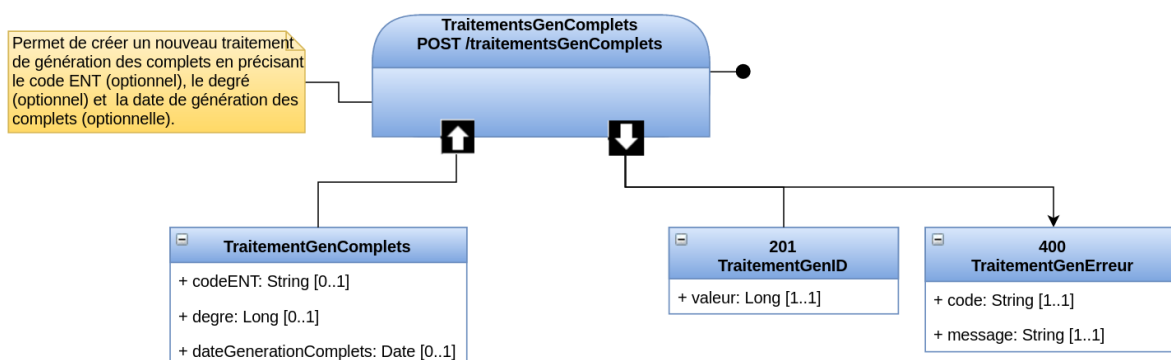 TraitementsGenComplets
POST /traitementsGenComplets
Permet de créer un nouveau traitement
de génération des complets en précisant
le code ENT (optionnel), le degré
(optionnel) et  la date de génération des
complets (optionnelle).
TraitementGenComplets
+ codeENT: String [0..1]
+ degre: Long [0..1]
+ dateGenerationComplets: Date [0..1]
201
TraitementGenID
+ valeur: Long [1..1]
400
TraitementGenErreur
+ code: String [1..1]
+ message: String [1..1]